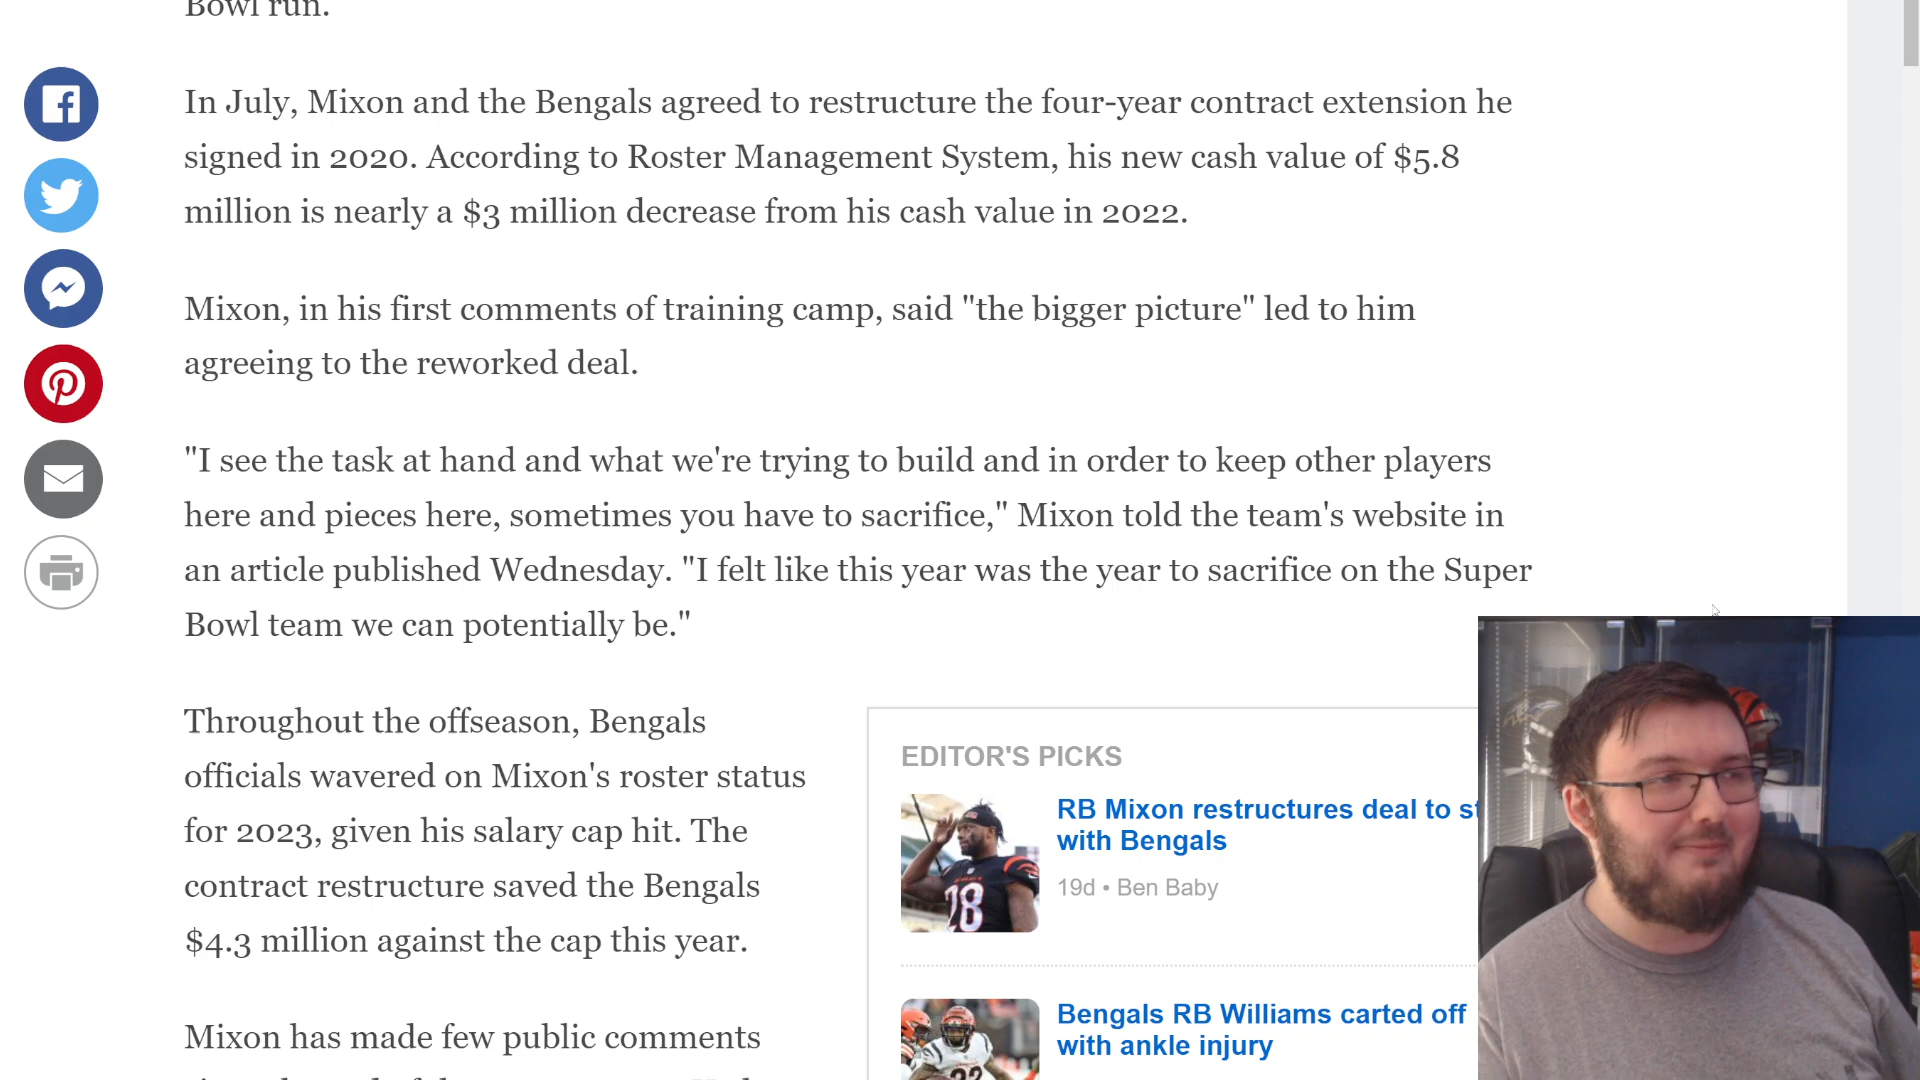 Bowl run.
In July, Mixon and the Bengals agreed to restructure the four-year contract extension he
signed in 2020. According to Roster Management System, his new cash value of $5.8
million is nearly a $3 million decrease from his cash value in 2022.
Mixon, in his first comments of training camp, said "the bigger picture" led to him
agreeing to the reworked deal.
"I see the task at hand and what we're trying to build and in order to keep other players
here and pieces here, sometimes you have to sacrifice," Mixon told the team's website in
an article published Wednesday. "I felt like this year was the year to sacrifice on the Super
Bowl team we can potentially be."
Throughout the offseason, Bengals
officials wavered on Mixon's roster status
for 2023, given his salary cap hit. The
contract restructure saved the Bengals
$4.3 million against the cap this year.
Mixon has made few public comments
EDITOR'S PICKS
RB Mixon restructures deal to st
with Bengals
19d • Ben Baby
28
Bengals RB Williams carted off
with ankle injury